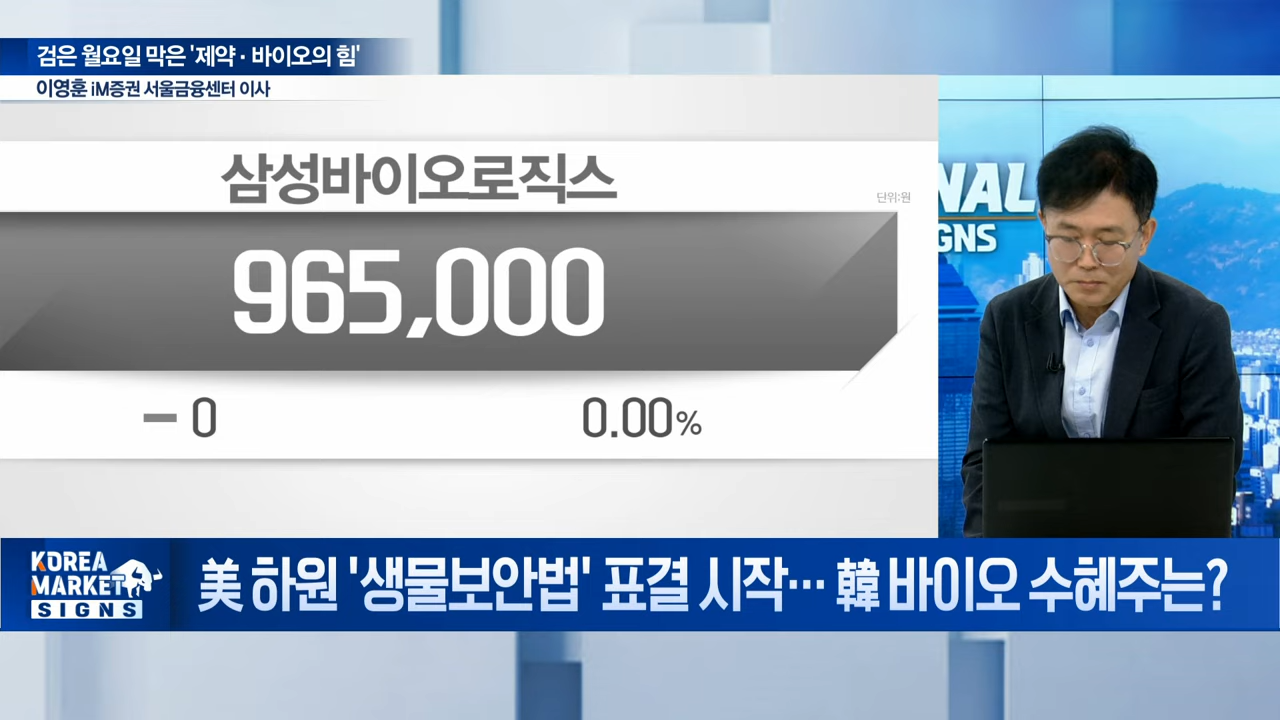 검은 월요일 막은 '제약·바이오의 힘'
이영훈 iM증권 서울금융센터 이사
삼성바이오로직스
단위:원
965,000
0
0.00%
NAL
GNS
KOREA
MARKET
SIGNS
美 하원 '생물보안법' 표결 시작… 韓 바이오 수혜주는?